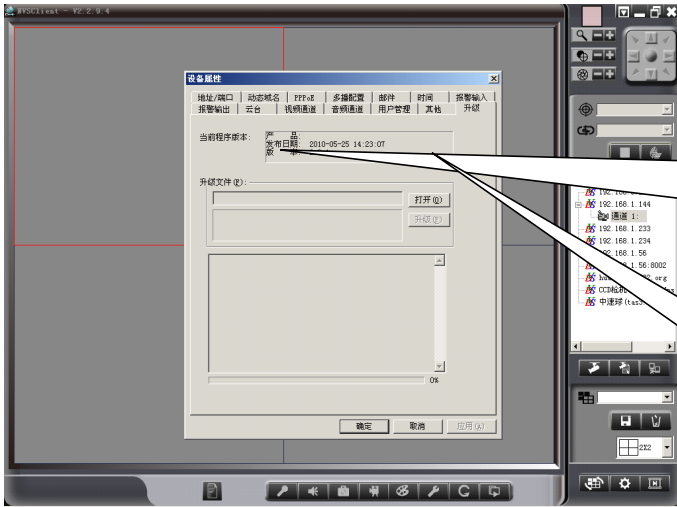 NVSClient - V2.2.9.4
设备属性
地址/端口 动态域名 PPPoE 多播配置 邮件 时间 报警输入
报警输出 云台 视频通道 音频通道 用户管理 其他 升级
当前程序版本:
产 品:
发布日期: 2010-05-25 14:23:07
版 本:
升级文件(F):
打开(O)
升级(P)
0%
确定 取消 应用(A)
192.168.1.144
通道 1:
192.168.1.233
192.168.1.234
192.168.1.56
1.56:8002
org
CCD枪机
中速球(ta
2X2